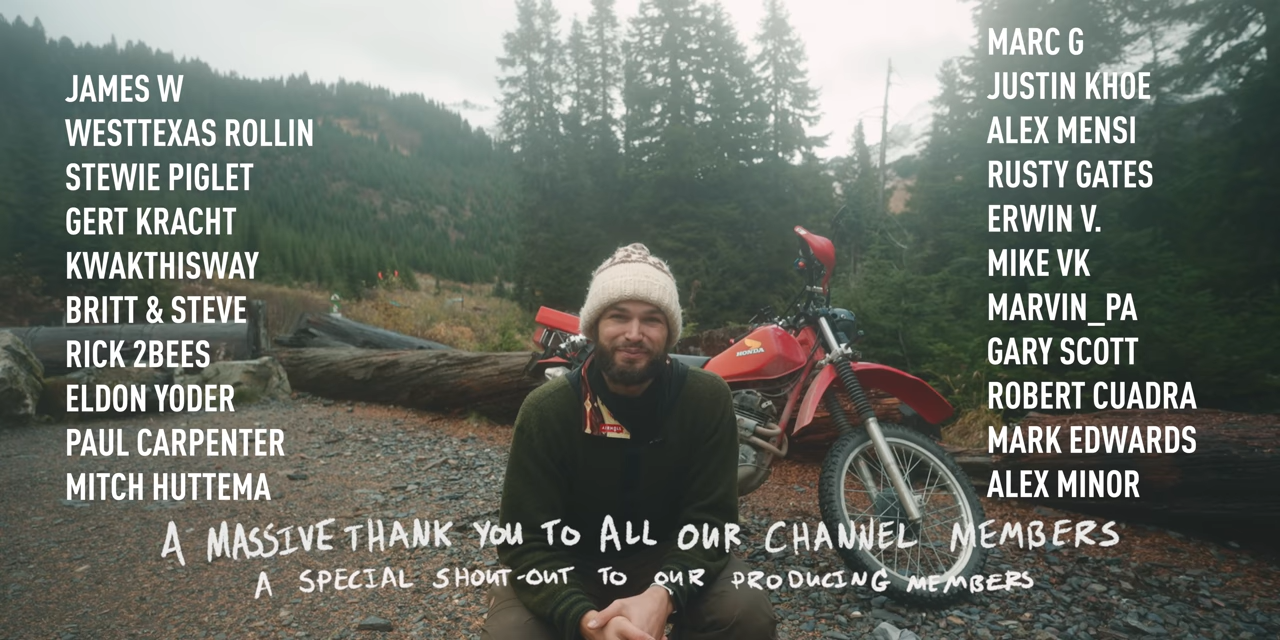 JAMES W
WESTTEXAS ROLLIN
STEWIE PIGLET
GERT KRACHT
KWAKTHISWAY
BRITT & STEVE
RICK 2BEES
ELDON YODER
PAUL CARPENTER
MITCH HUTTEMA
MARC G
JUSTIN KHOE
ALEX MENSI
RUSTY GATES
ERWIN V.
MIKE VK
MARVIN_PA
GARY SCOTT
ROBERT CUADRA
MARK EDWARDS
ALEX MINOR
HONDA
A MASSIVE THANK YOU TO ALL OUR CHANNEL MEMBERS
A SPECIAL SHOUT-OUT TO OUR PRODUCING MEMBERS